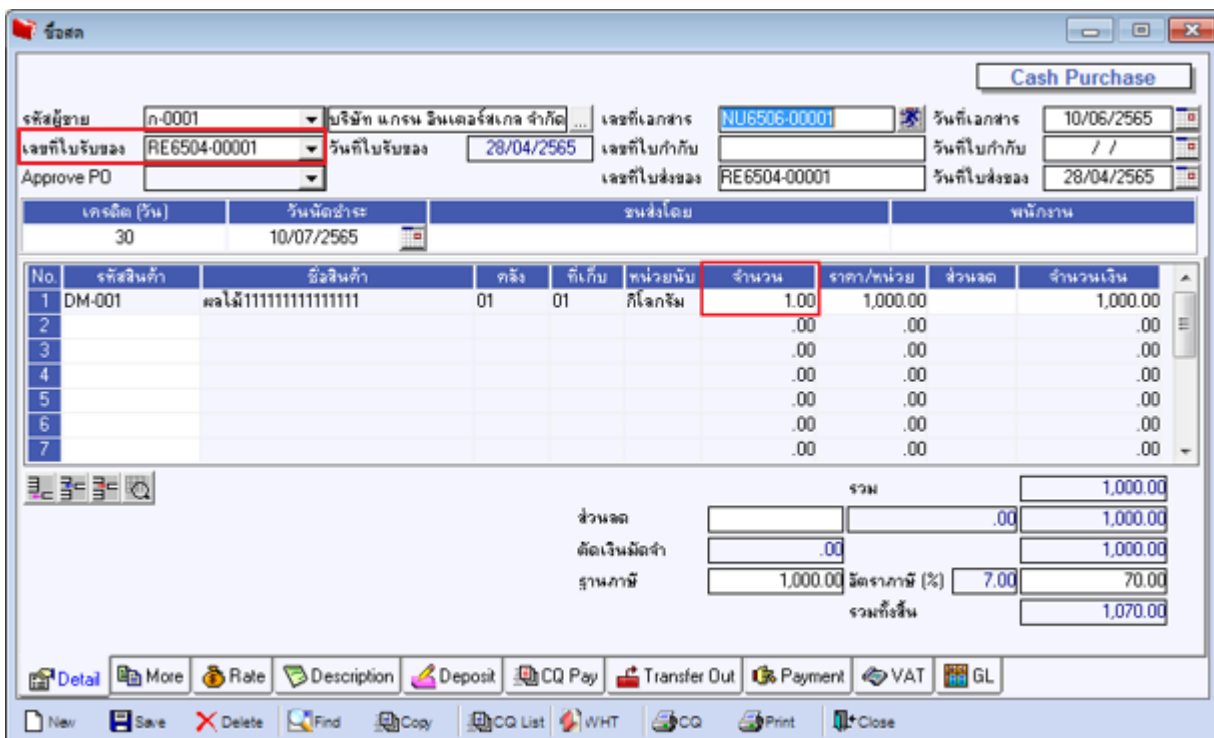 ซื้อสด
Cash Purchase
รหัสผู้ขาย ก-0001 บริษัท แกรน อินเตอร์สเกล จำกัด ... เลขที่เอกสาร NU6506-00001 วันที่เอกสาร 10/06/2565
เลขที่ใบรับของ RE6504-00001 วันที่ใบรับของ 28/04/2565 เลขที่ใบกำกับ วันที่ใบกำกับ / /
Approve PO เลขที่ใบส่งของ RE6504-00001 วันที่ใบส่งของ 28/04/2565
เครดิต (วัน) วันนัดชำระ ขนส่งโดย พนักงาน
30 10/07/2565
No. รหัสสินค้า ชื่อสินค้า คลัง ที่เก็บ หน่วยนับ จำนวน ราคา/หน่วย ส่วนลด จำนวนเงิน
1 DM-001 ผลไม้111111111111111 01 01 กิโลกรัม 1.00 1,000.00 1,000.00
2 .00 .00 .00
3 .00 .00 .00
4 .00 .00 .00
5 .00 .00 .00
6 .00 .00 .00
7 .00 .00 .00
รวม 1,000.00
ส่วนลด .00 1,000.00
ตัดเงินมัดจำ .00 1,000.00
ฐานภาษี 1,000.00 อัตราภาษี (%) 7.00 70.00
รวมทั้งสิ้น 1,070.00
Detail More Rate Description Deposit CQ Pay Transfer Out Payment VAT GL
New Save Delete Find Copy CQ List WHT CQ Print Close